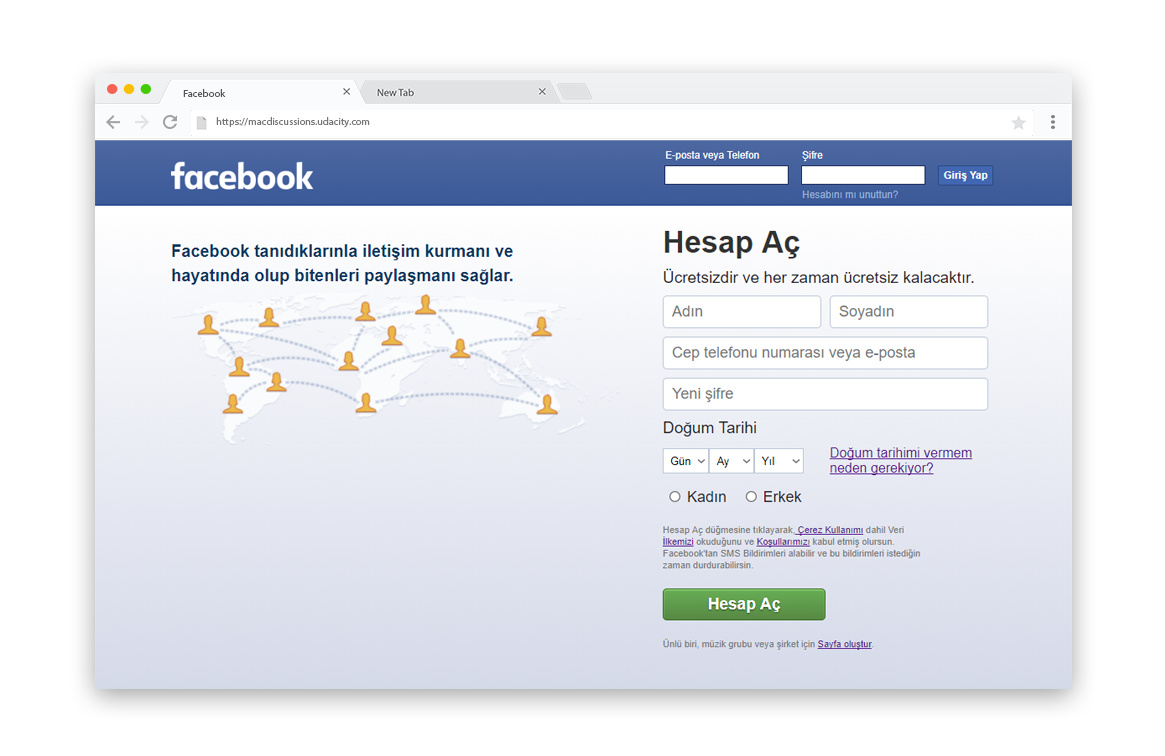 Facebook
New Tab
https://macdiscussions.udacity.com
facebook
E-posta veya Telefon
Şifre
Giriş Yap
Hesabını mı unuttun?
Facebook tanıdıklarınla iletişim kurmanı ve
hayatında olup bitenleri paylaşmanı sağlar.
Hesap Aç
Ücretsizdir ve her zaman ücretsiz kalacaktır.
Adın
Soyadın
Cep telefonu numarası veya e-posta
Yeni şifre
Doğum Tarihi
Gün
Ay
Yıl
Doğum tarihimi vermem
neden gerekiyor?
Kadın
Erkek
Hesap Aç düğmesine tıklayarak, Çerez Kullanımı dahil Veri
İlkemizi okuduğunu ve Koşullarımızı kabul etmiş olursun.
Facebook'tan SMS Bildirimleri alabilir ve bu bildirimleri istediğin
zaman durdurabilirsin.
Hesap Aç
Ünlü biri, müzik grubu veya şirket için Sayfa oluştur.